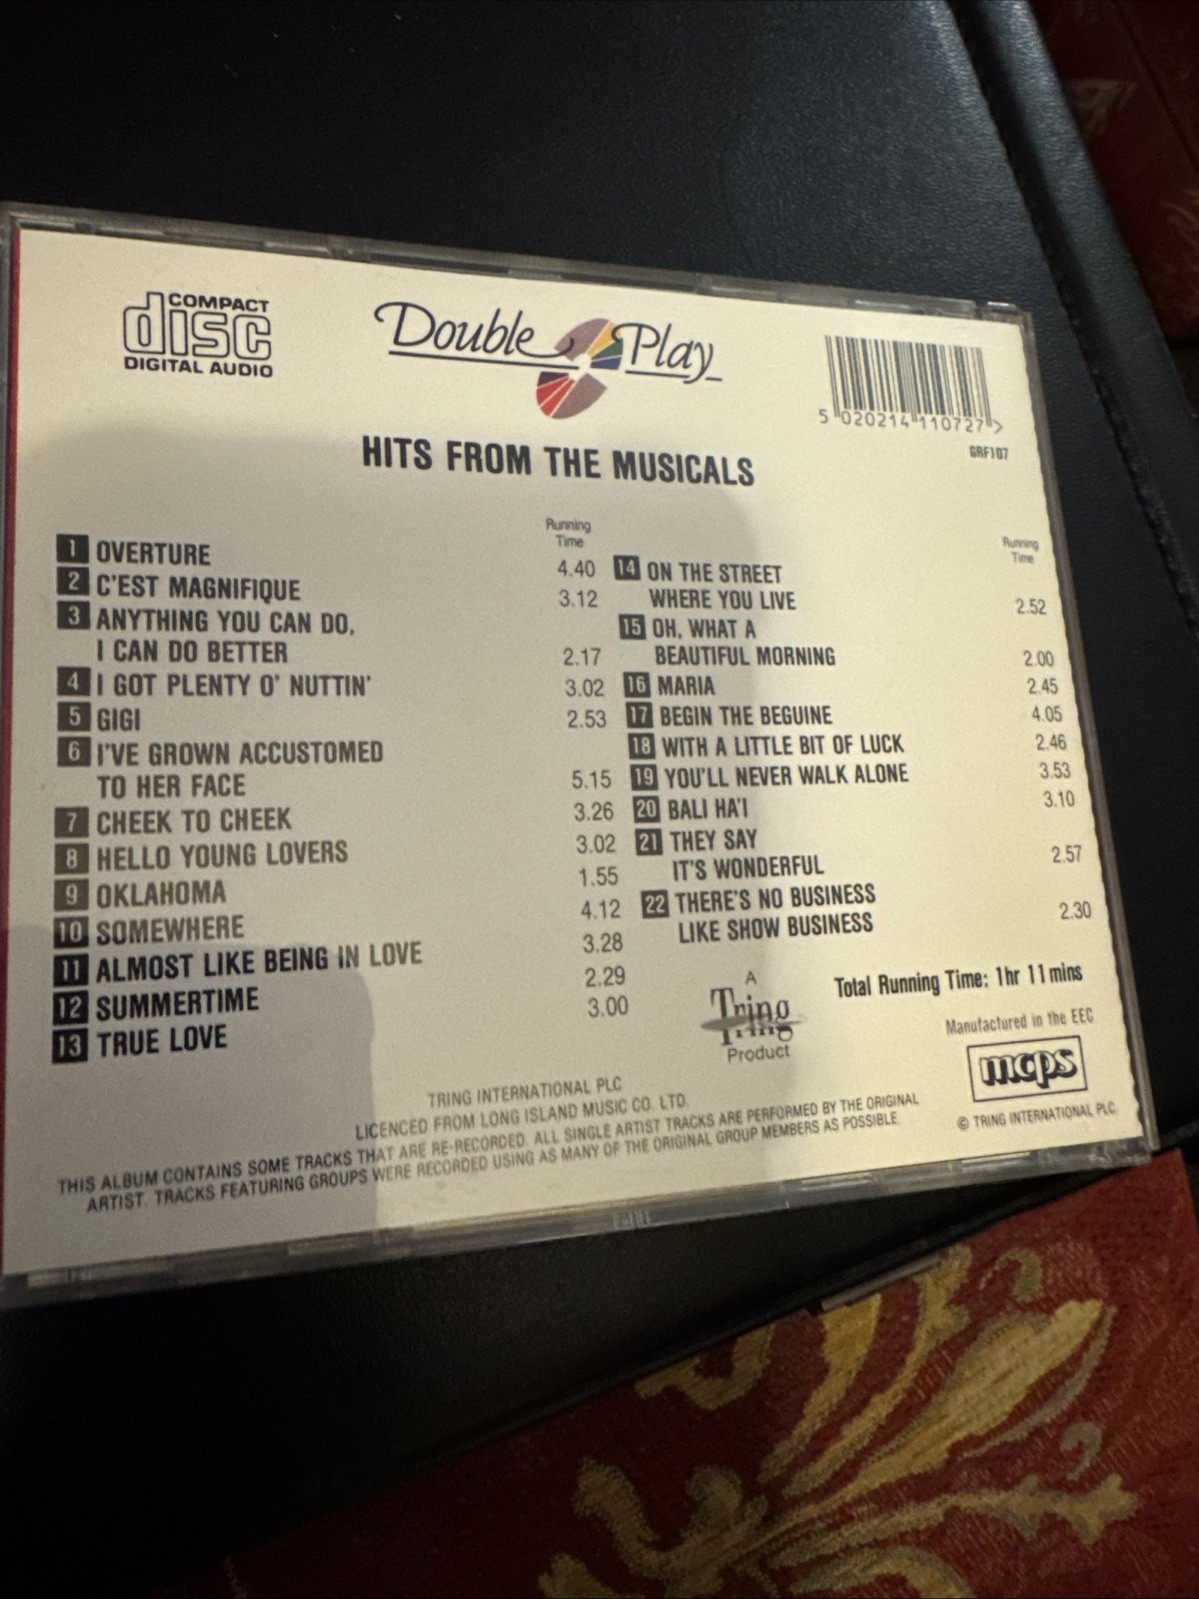 COMPACT
disc
DIGITAL AUDIO
Double Play
5 020214 110727 >
GRF107
HITS FROM THE MUSICALS
Running
Time
1 OVERTURE 4.40
2 C'EST MAGNIFIQUE 3.12
3 ANYTHING YOU CAN DO,
I CAN DO BETTER 2.17
4 I GOT PLENTY O' NUTTIN' 3.02
5 GIGI 2.53
6 I'VE GROWN ACCUSTOMED
TO HER FACE 5.15
7 CHEEK TO CHEEK 3.26
8 HELLO YOUNG LOVERS 3.02
9 OKLAHOMA 1.55
10 SOMEWHERE 4.12
11 ALMOST LIKE BEING IN LOVE 3.28
12 SUMMERTIME 2.29
13 TRUE LOVE 3.00
Running
Time
14 ON THE STREET
WHERE YOU LIVE 2.52
15 OH, WHAT A
BEAUTIFUL MORNING 2.00
16 MARIA 2.45
17 BEGIN THE BEGUINE 4.05
18 WITH A LITTLE BIT OF LUCK 2.46
19 YOU'LL NEVER WALK ALONE 3.53
20 BALI HA'I 3.10
21 THEY SAY
IT'S WONDERFUL 2.57
22 THERE'S NO BUSINESS
LIKE SHOW BUSINESS 2.30
A
Tring
Product
Total Running Time: 1hr 11mins
Manufactured in the EEC
mcps
© TRING INTERNATIONAL PLC.
TRING INTERNATIONAL PLC
LICENCED FROM LONG ISLAND MUSIC CO. LTD.
THIS ALBUM CONTAINS SOME TRACKS THAT ARE RE-RECORDED. ALL SINGLE ARTIST TRACKS ARE PERFORMED BY THE ORIGINAL
ARTIST. TRACKS FEATURING GROUPS WERE RECORDED USING AS MANY OF THE ORIGINAL GROUP MEMBERS AS POSSIBLE.